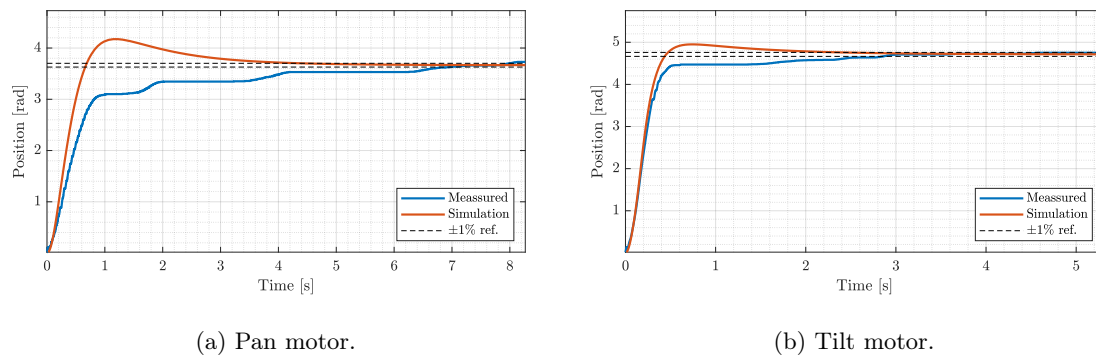 4
3
2
1
Position [rad]
0 1 2 3 4 5 6 7 8
Time [s]
Meassured
Simulation
±1% ref.
(a) Pan motor.
5
4
3
2
1
Position [rad]
0 1 2 3 4 5
Time [s]
Meassured
Simulation
±1% ref.
(b) Tilt motor.